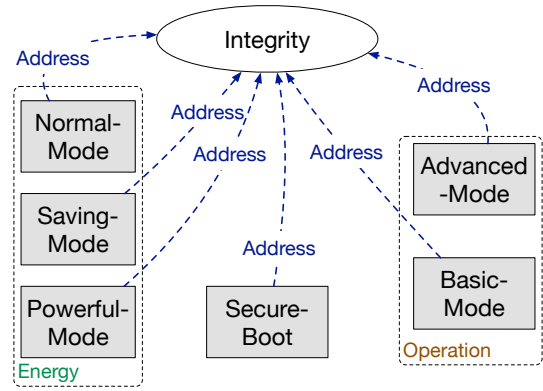 Integrity
Address
Address
Address
Address
Address
Address
Normal-
Mode
Saving-
Mode
Powerful-
Mode
Energy
Secure-
Boot
Advanced
-Mode
Basic-
Mode
Operation